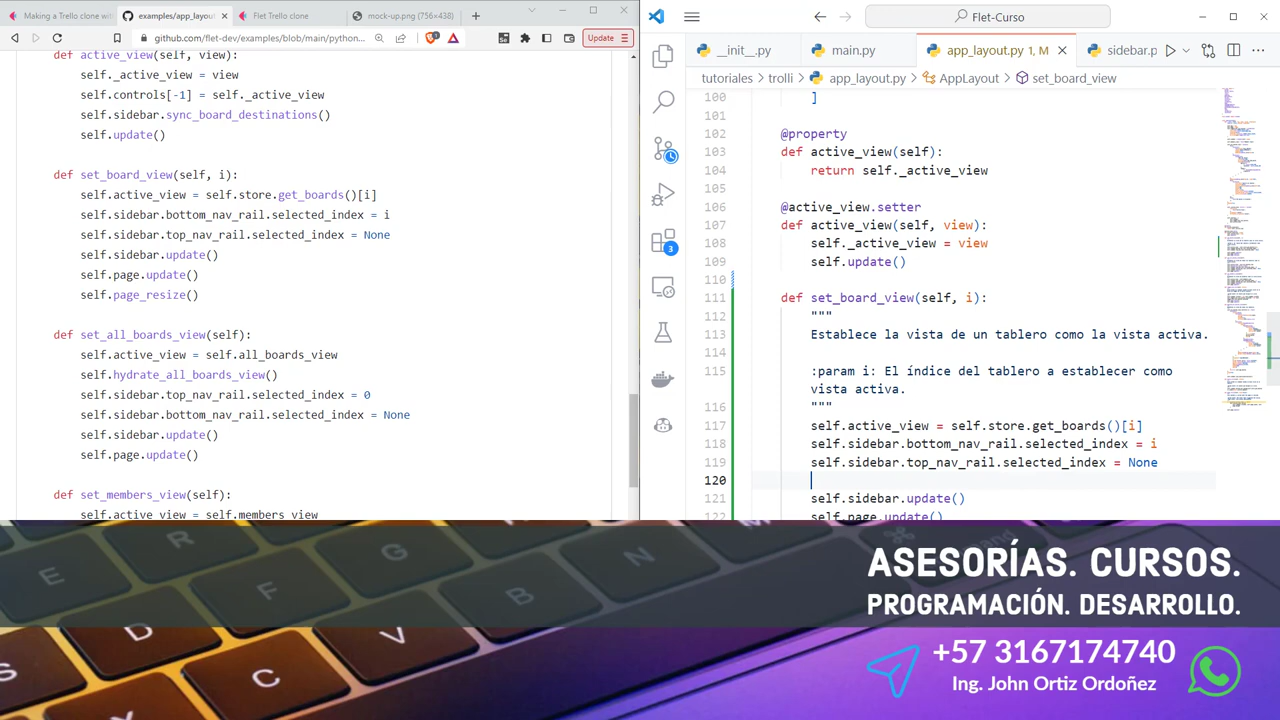 Making a Trello clone with
examples/app_layou
Flet Trello clone
mock-up.png (756×438)
github.com/flet-dev/examples/blob/main/python...
Update
def active_view(self, view):
self._active_view = view
self.controls[-1] = self._active_view
self.sidebar.sync_board_destinations()
self.update()
def set_board_view(self, i):
self.active_view = self.store.get_boards()[i]
self.sidebar.bottom_nav_rail.selected_index = i
self.sidebar.top_nav_rail.selected_index = None
self.sidebar.update()
self.page.update()
self.page_resize()
def set_all_boards_view(self):
self.active_view = self.all_boards_view
self.hydrate_all_boards_view()
self.sidebar.top_nav_rail.selected_index = 0
self.sidebar.bottom_nav_rail.selected_index = None
self.sidebar.update()
self.page.update()
def set_members_view(self):
self.active_view = self.members_view
Flet-Curso
__init__.py
main.py
app_layout.py 1, M
sidebar.p
tutoriales > trolli > app_layout.py > AppLayout > set_board_view
3
100 ]
101
102 @property
103 def active_view(self):
104 return self._active_view
105
106 @active_view.setter
107 def active_view(self, view):
108 self._active_view = view
109 self.update()
110
111 def set_board_view(self, i):
112 """
113 Establece la vista de un tablero como la vista activa.
114
115 :param i: El índice del tablero a establecer como
vista activa.
116 """
117 self.active_view = self.store.get_boards()[i]
118 self.sidebar.bottom_nav_rail.selected_index = i
119 self.sidebar.top_nav_rail.selected_index = None
120
121 self.sidebar.update()
122 self.page.update()
ASESORÍAS. CURSOS.
PROGRAMACIÓN. DESARROLLO.
+57 3167174740
Ing. John Ortiz Ordoñez